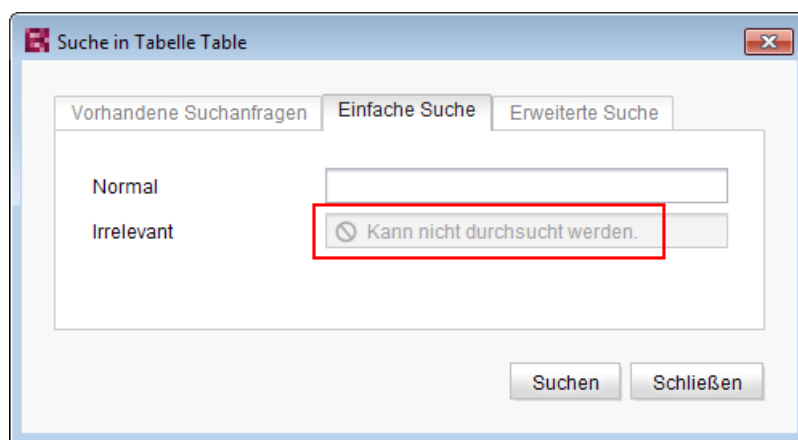 Suche in Tabelle Table
Vorhandene Suchanfragen Einfache Suche Erweiterte Suche
Normal
Irrelevant Kann nicht durchsucht werden.
Suchen Schließen